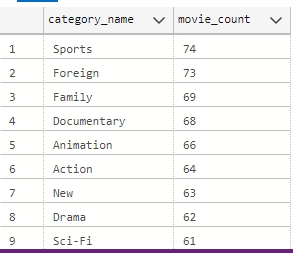 category_name movie_count
1 Sports 74
2 Foreign 73
3 Family 69
4 Documentary 68
5 Animation 66
6 Action 64
7 New 63
8 Drama 62
9 Sci-Fi 61